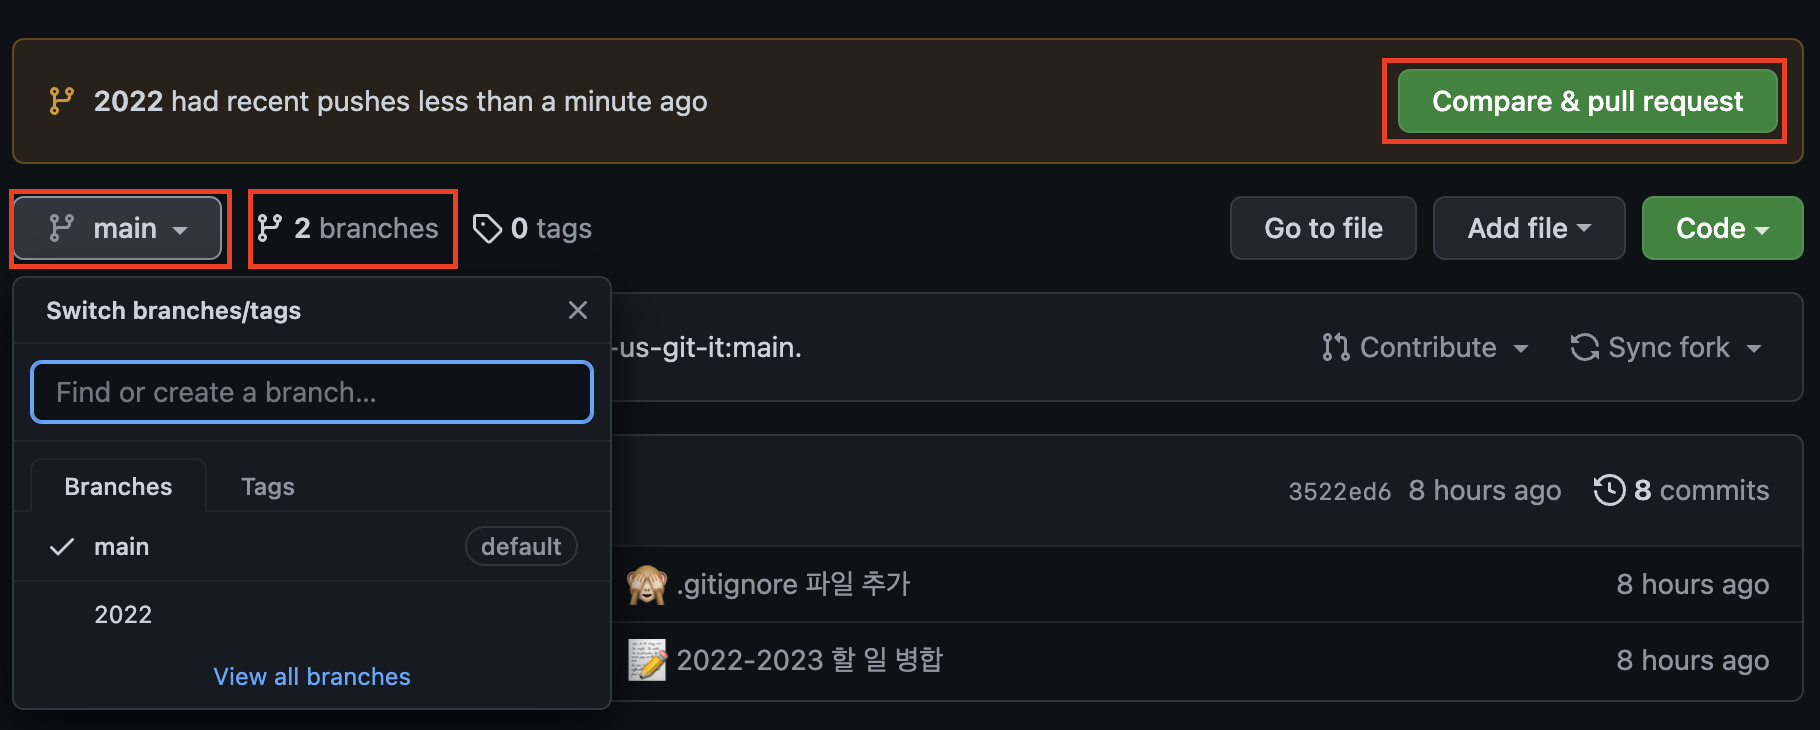 2022 had recent pushes less than a minute ago
Compare & pull request
main
2 branches
0 tags
Go to file
Add file
Code
Switch branches/tags
-us-git-it:main.
Contribute
Sync fork
Find or create a branch...
Branches
Tags
3522ed6 8 hours ago
8 commits
main
default
.gitignore 파일 추가
8 hours ago
2022
2022-2023 할 일 병합
8 hours ago
View all branches